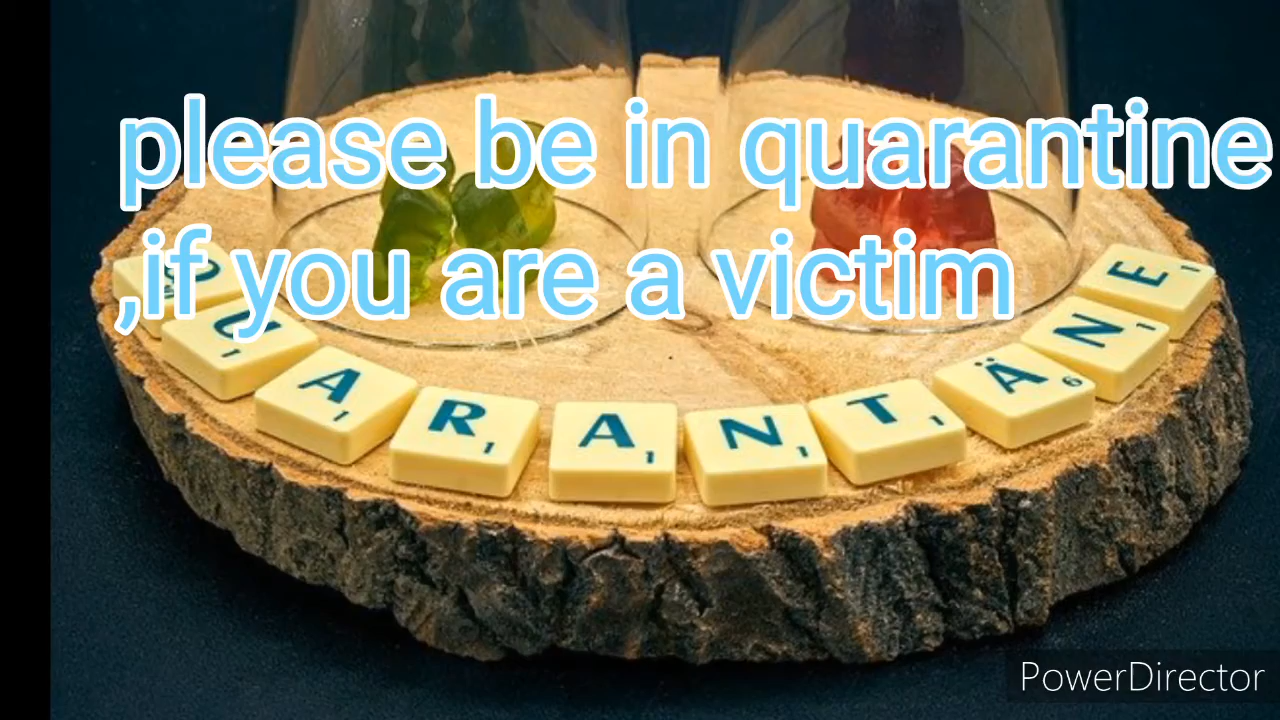 please be in quarantine
,if you are a victim
QUARANTÄNE
PowerDirector